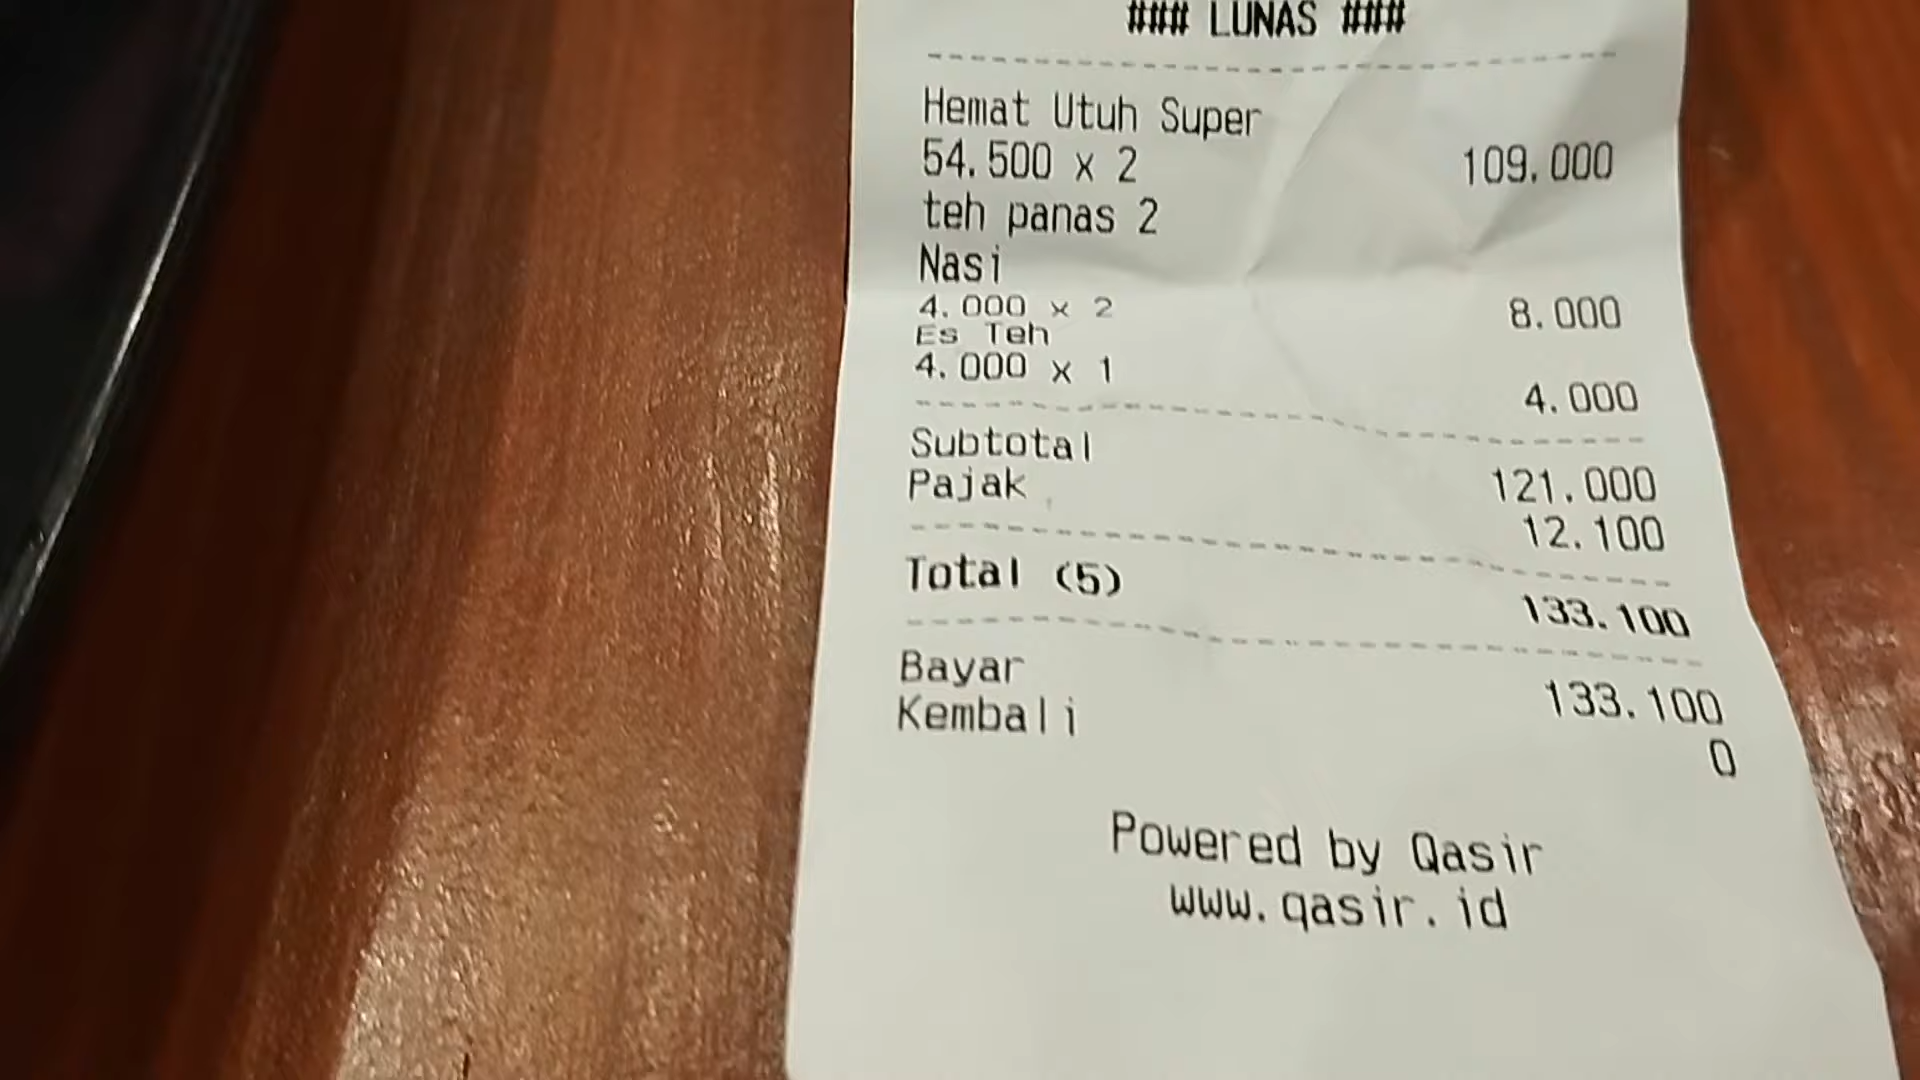 ### LUNAS ###
Hemat Utuh Super
54.500 x 2 109.000
teh panas 2
Nasi
4.000 x 2 8.000
Es Teh
4.000 x 1 4.000
Subtotal 121.000
Pajak 12.100
Total (5) 133.100
Bayar 133.100
Kembali 0
Powered by Qasir
www.qasir.id